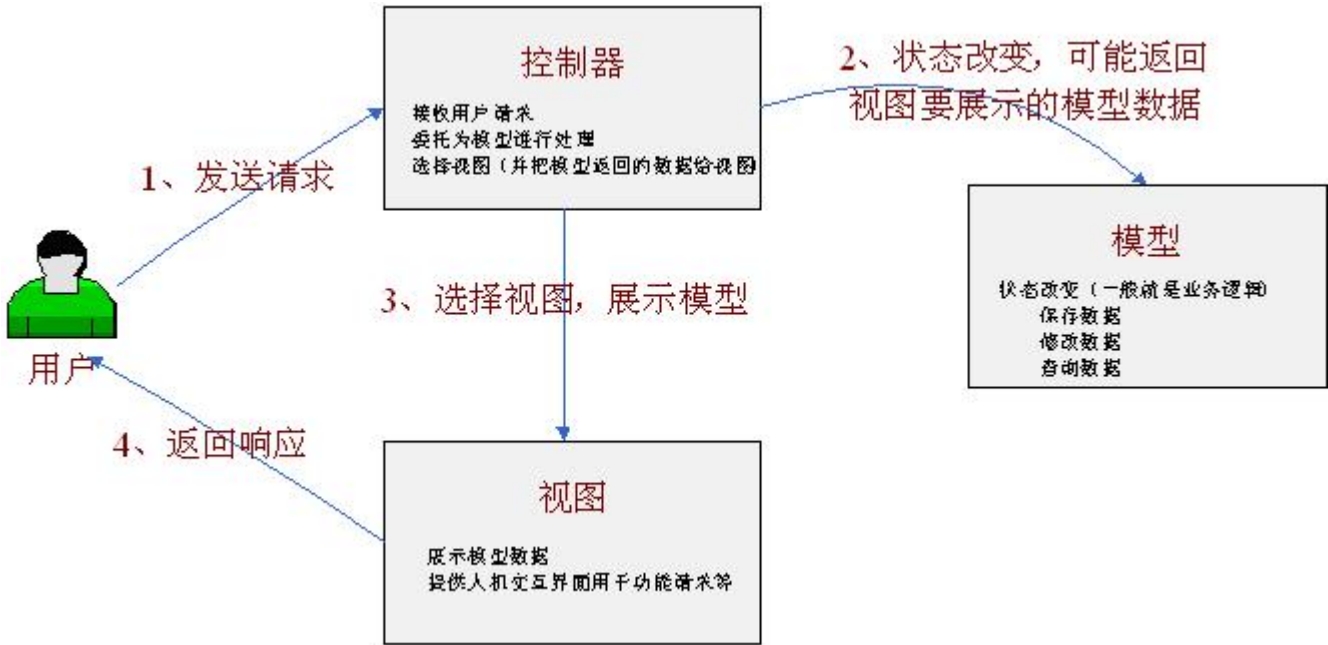 控制器
接收用户请求
委托为模型进行处理
选择视图（并把模型返回的数据给视图）
2、状态改变，可能返回
视图要展示的模型数据
1、发送请求
模型
状态改变（一般就是业务逻辑）
保存数据
修改数据
查询数据
3、选择视图，展示模型
用户
4、返回响应
视图
展示模型数据
提供人机交互界面用于功能请求等